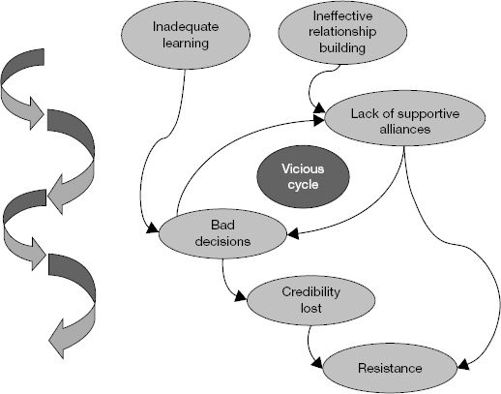 Inadequate
learning
Ineffective
relationship
building
Lack of supportive
alliances
Vicious
cycle
Bad
decisions
Credibility
lost
Resistance